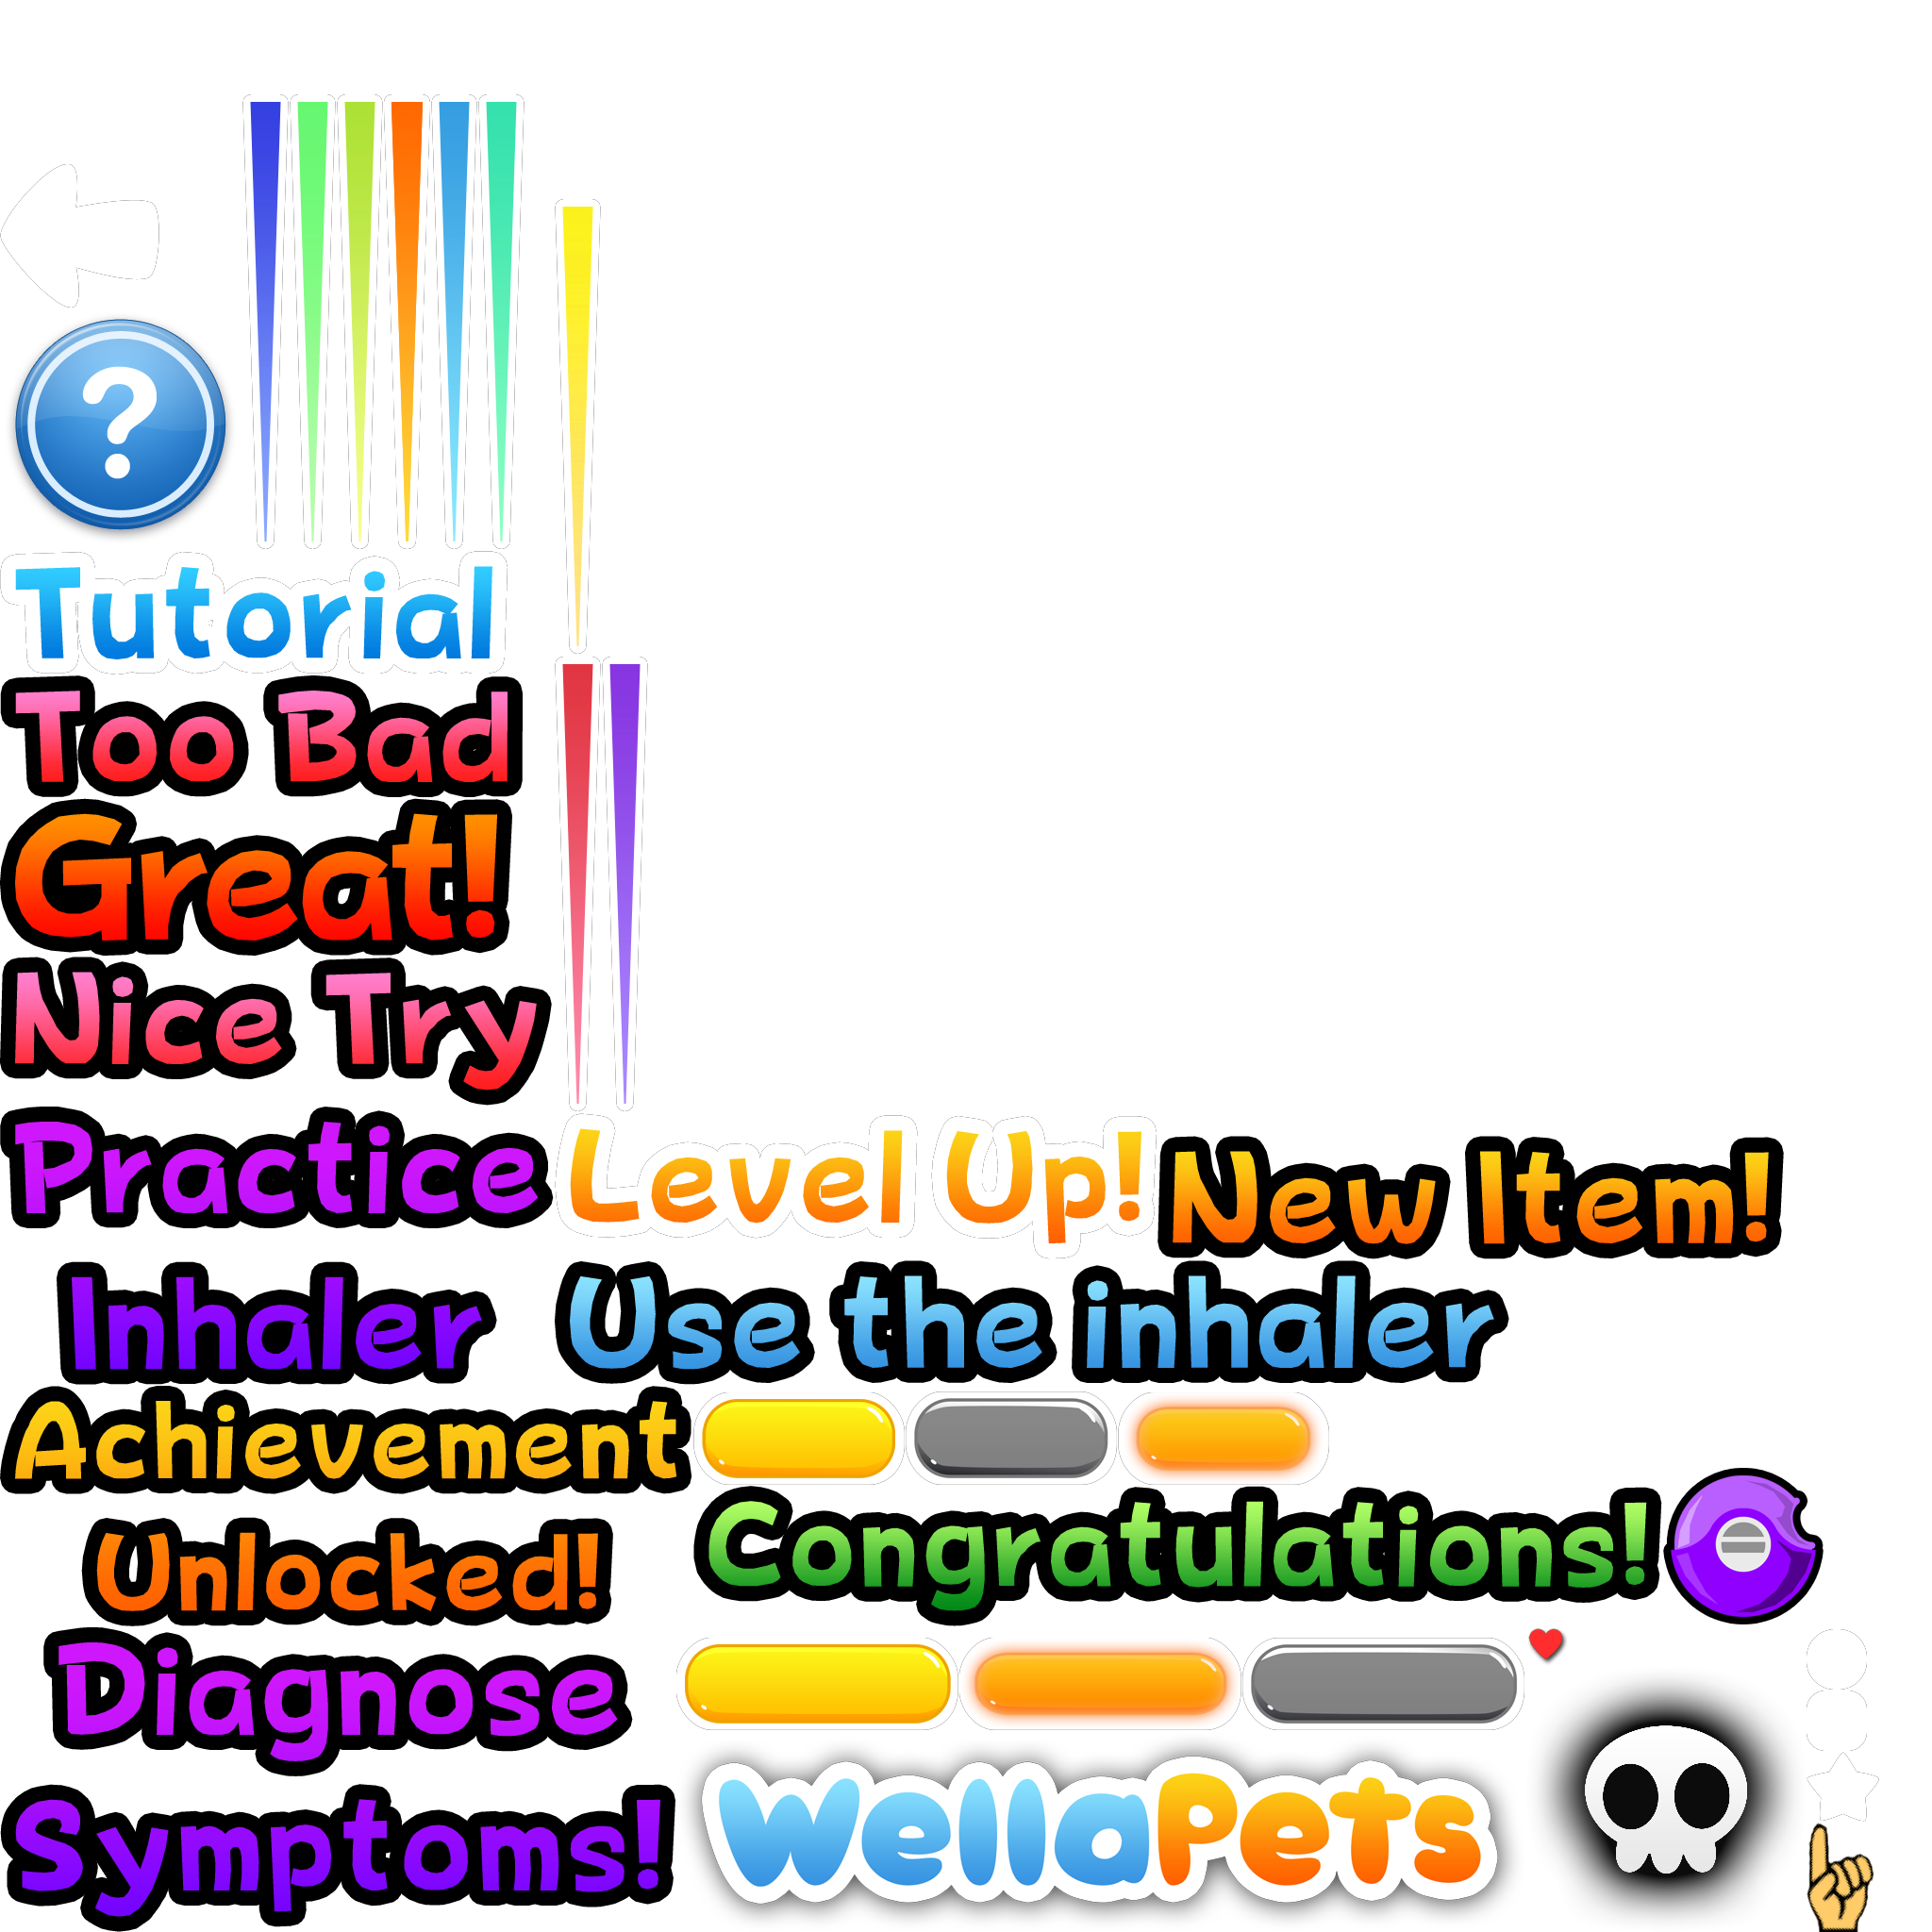 ?
Tutorial
Too Bad
Great!
Nice Try
Practice
Level Up!
New Item!
Inhaler
Use the inhaler
Achievement
Congratulations!
Unlocked!
Diagnose
Symptoms!
WellaPets